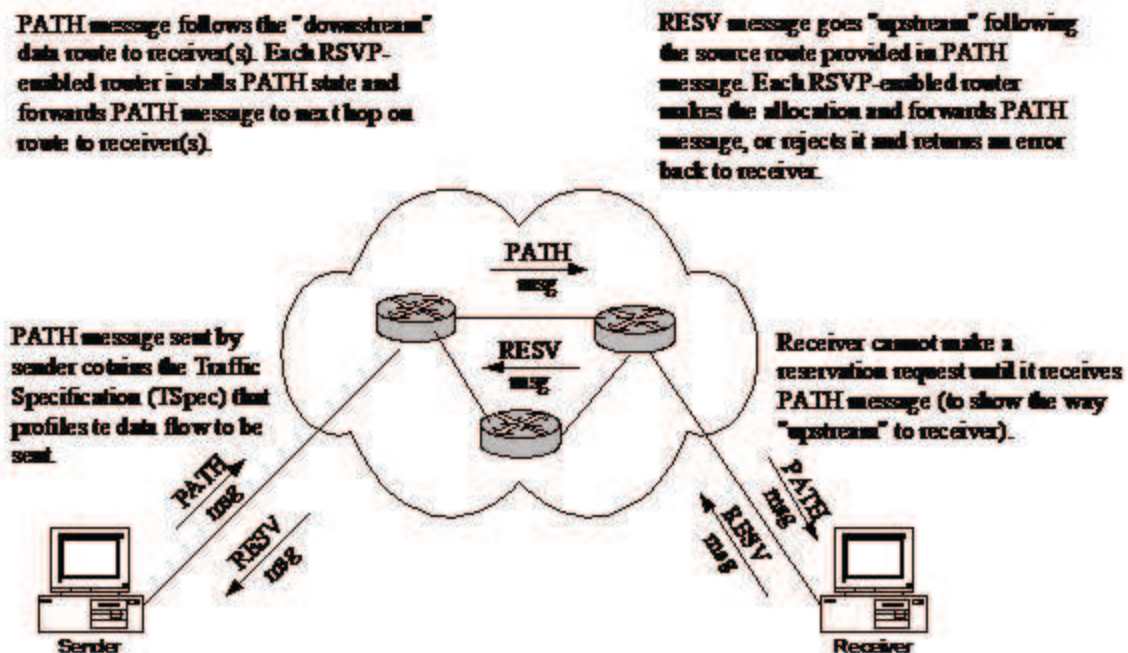 PATH message follows the "downstream"
data route to receiver(s). Each RSVP-
enabled router installs PATH state and
forwards PATH message to next hop on
route to receiver(s).
RESV message goes "upstream" following
the source route provided in PATH
message. Each RSVP-enabled router
makes the allocation and forwards PATH
message, or rejects it and returns an error
back to receiver.
PATH
msg
RESV
msg
PATH message sent by
sender cotains the Traffic
Specification (TSpec) that
profiles te data flow to be
sent.
Receiver cannot make a
reservation request until it receives
PATH message (to show the way
"upstream" to receiver).
PATH
msg
RESV
msg
PATH
msg
RESV
msg
Sender
Receiver